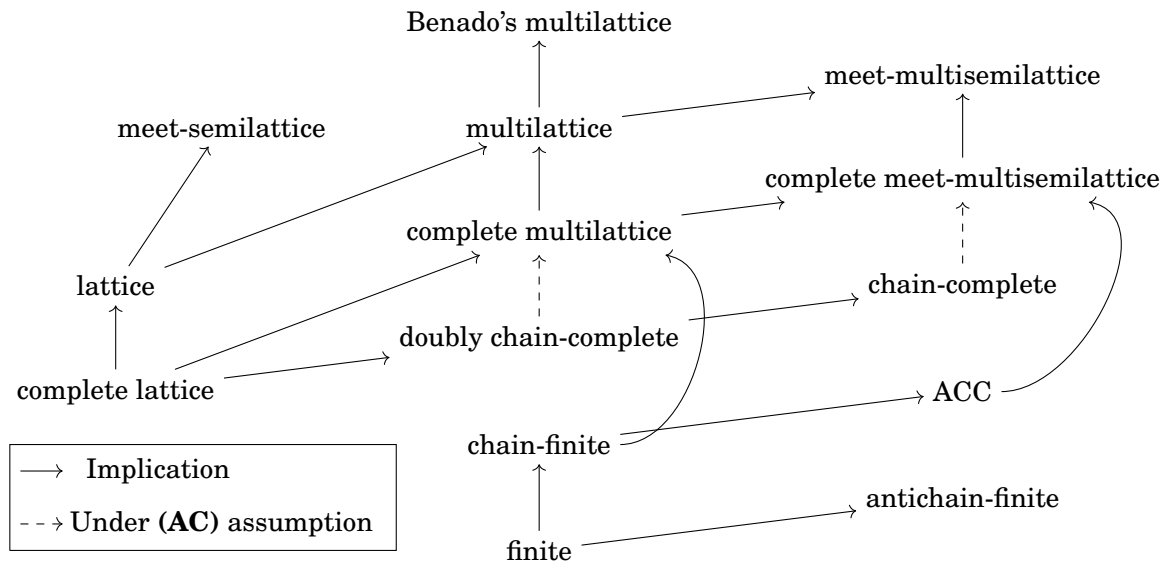 Benado's multilattice
meet-multisemilattice
meet-semilattice
multilattice
complete meet-multisemilattice
complete multilattice
lattice
chain-complete
doubly chain-complete
complete lattice
ACC
chain-finite
Implication
antichain-finite
Under (AC) assumption
finite